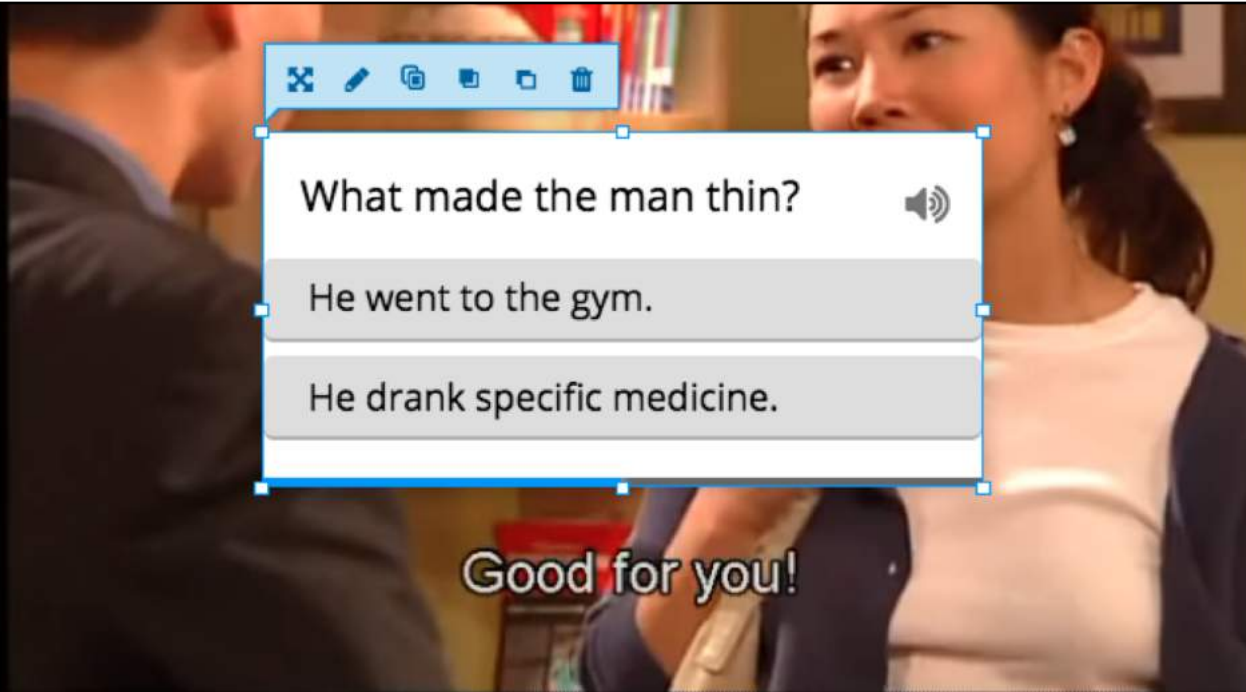 What made the man thin?
He went to the gym.
He drank specific medicine.
Good for you!